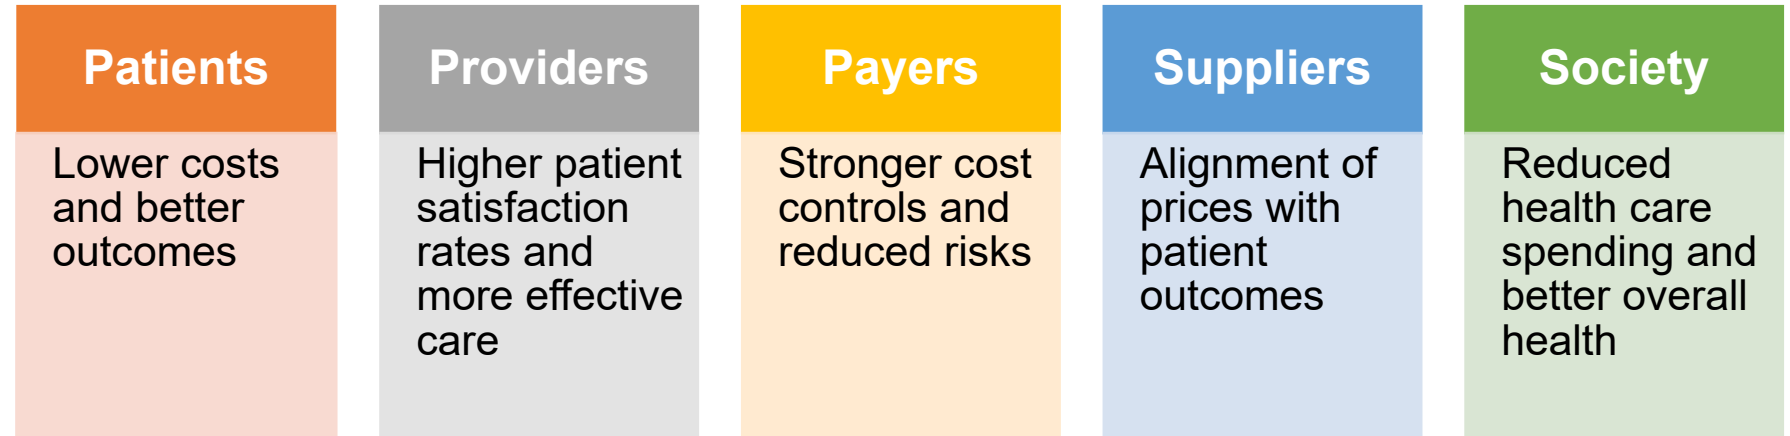 Patients
Lower costs
and better
outcomes
Providers
Higher patient
satisfaction
rates and
more effective
care
Payers
Stronger cost
controls and
reduced risks
Suppliers
Alignment of
prices with
patient
outcomes
Society
Reduced
health care
spending and
better overall
health